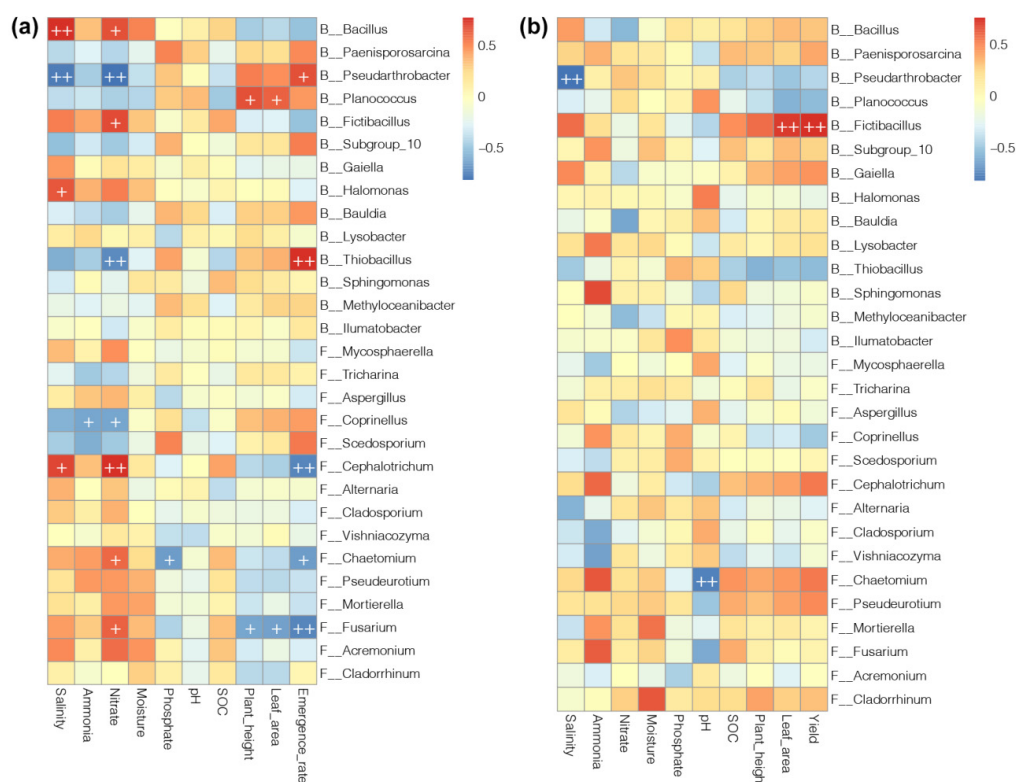 (a)
++ + B__Bacillus
B__Paenisporosarcina
++ ++ + B__Pseudarthrobacter
+ + B__Planococcus
+ B__Fictibacillus
B__Subgroup_10
B__Gaiella
+ B__Halomonas
B__Bauldia
B__Lysobacter
++ ++ B__Thiobacillus
B__Sphingomonas
B__Methyloceanibacter
B__Ilumatobacter
F__Mycosphaerella
F__Tricharina
F__Aspergillus
+ + F__Coprinellus
F__Scedosporium
+ ++ ++ F__Cephalotrichum
F__Alternaria
F__Cladosporium
F__Vishniacozyma
+ + + F__Chaetomium
F__Pseudeurotium
F__Mortierella
+ + + ++ F__Fusarium
F__Acremonium
F__Cladorrhinum
Salinity
Ammonia
Nitrate
Moisture
Phosphate
pH
SOC
Plant_height
Leaf_area
Emergence_rate
0.5
0
−0.5
(b)
B__Bacillus
B__Paenisporosarcina
++ B__Pseudarthrobacter
B__Planococcus
++ ++ B__Fictibacillus
B__Subgroup_10
B__Gaiella
B__Halomonas
B__Bauldia
B__Lysobacter
B__Thiobacillus
B__Sphingomonas
B__Methyloceanibacter
B__Ilumatobacter
F__Mycosphaerella
F__Tricharina
F__Aspergillus
F__Coprinellus
F__Scedosporium
F__Cephalotrichum
F__Alternaria
F__Cladosporium
F__Vishniacozyma
++ F__Chaetomium
F__Pseudeurotium
F__Mortierella
F__Fusarium
F__Acremonium
F__Cladorrhinum
Salinity
Ammonia
Nitrate
Moisture
Phosphate
pH
SOC
Plant_height
Leaf_area
Yield
0.5
0
−0.5